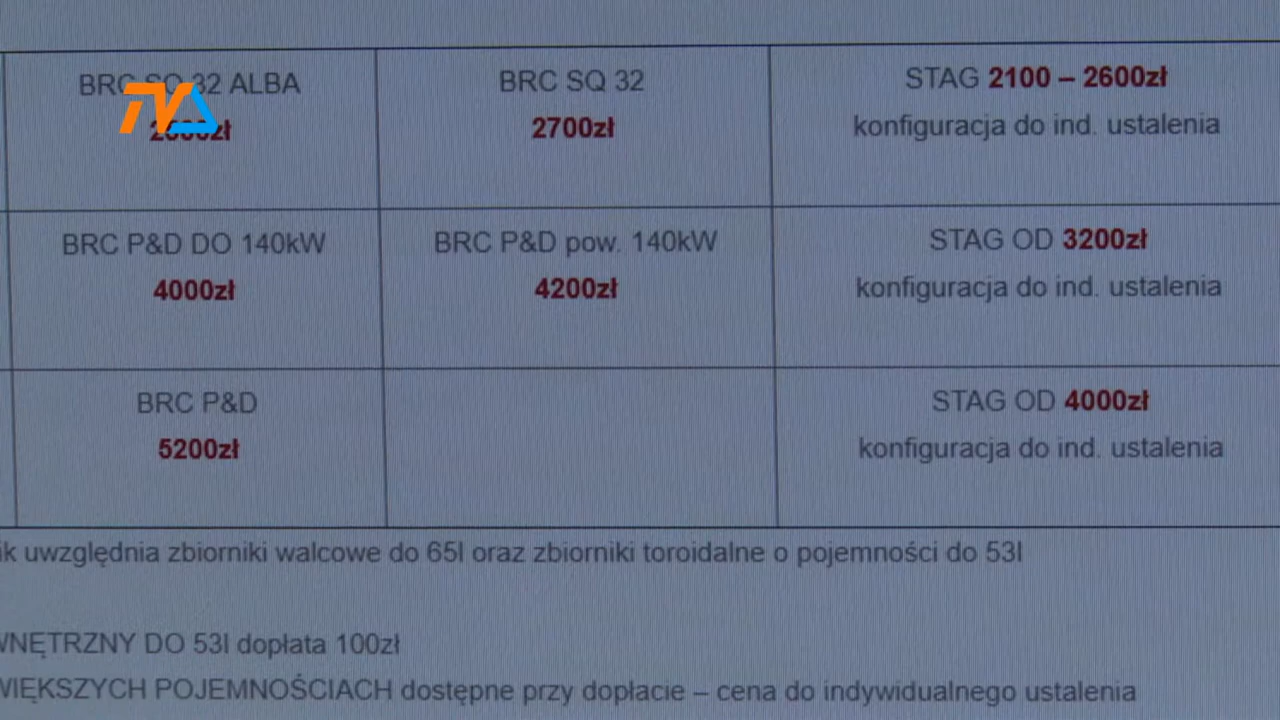 BRC SQ 32 ALBA
BRC SQ 32
2700zł
STAG 2100 – 2600zł
konfiguracja do ind. ustalenia
BRC P&D DO 140kW
4000zł
BRC P&D pow. 140kW
4200zł
STAG OD 3200zł
konfiguracja do ind. ustalenia
BRC P&D
5200zł
STAG OD 4000zł
konfiguracja do ind. ustalenia
uwzględnia zbiorniki walcowe do 65l oraz zbiorniki toroidalne o pojemności do 53l
WNĘTRZNY DO 53l dopłata 100zł
WIĘKSZYCH POJEMNOŚCIACH dostępne przy dopłacie – cena do indywidualnego ustalenia